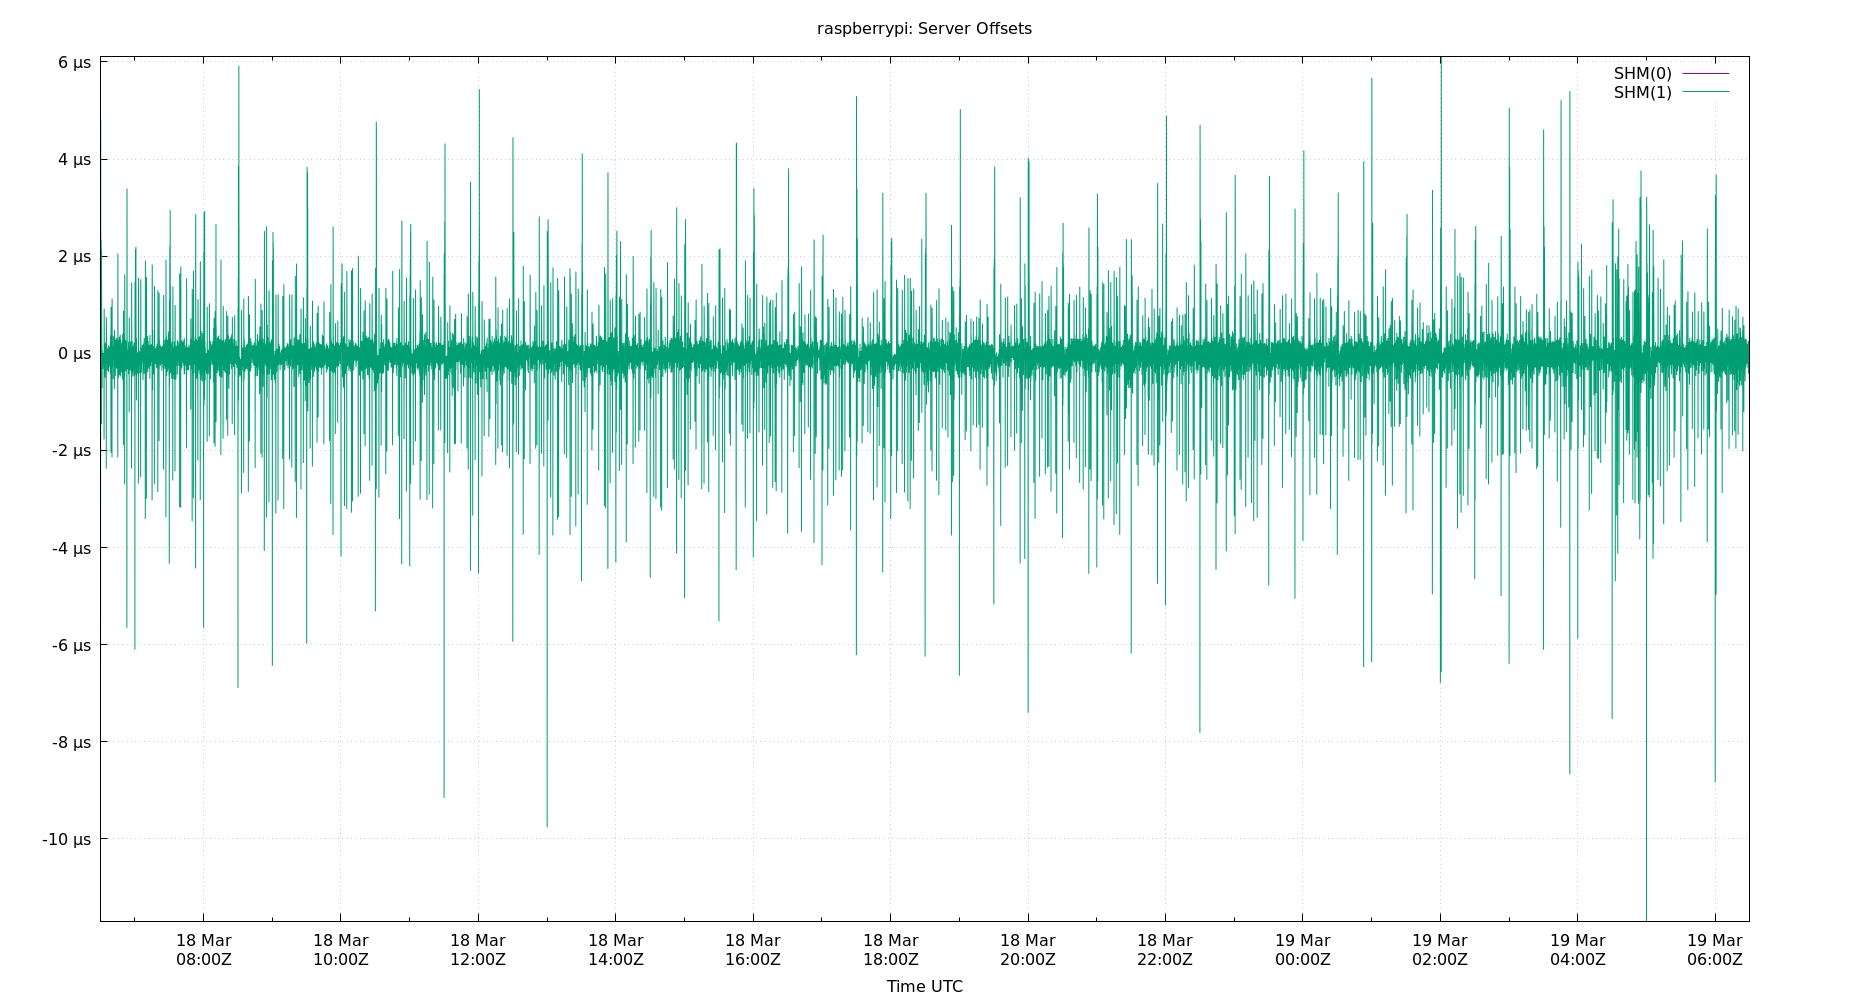 raspberrypi: Server Offsets
SHM(0)
SHM(1)
6 µs
4 µs
2 µs
0 µs
-2 µs
-4 µs
-6 µs
-8 µs
-10 µs
18 Mar 18 Mar 18 Mar 18 Mar 18 Mar 18 Mar 18 Mar 18 Mar 19 Mar 19 Mar 19 Mar 19 Mar
08:00Z 10:00Z 12:00Z 14:00Z 16:00Z 18:00Z 20:00Z 22:00Z 00:00Z 02:00Z 04:00Z 06:00Z
Time UTC